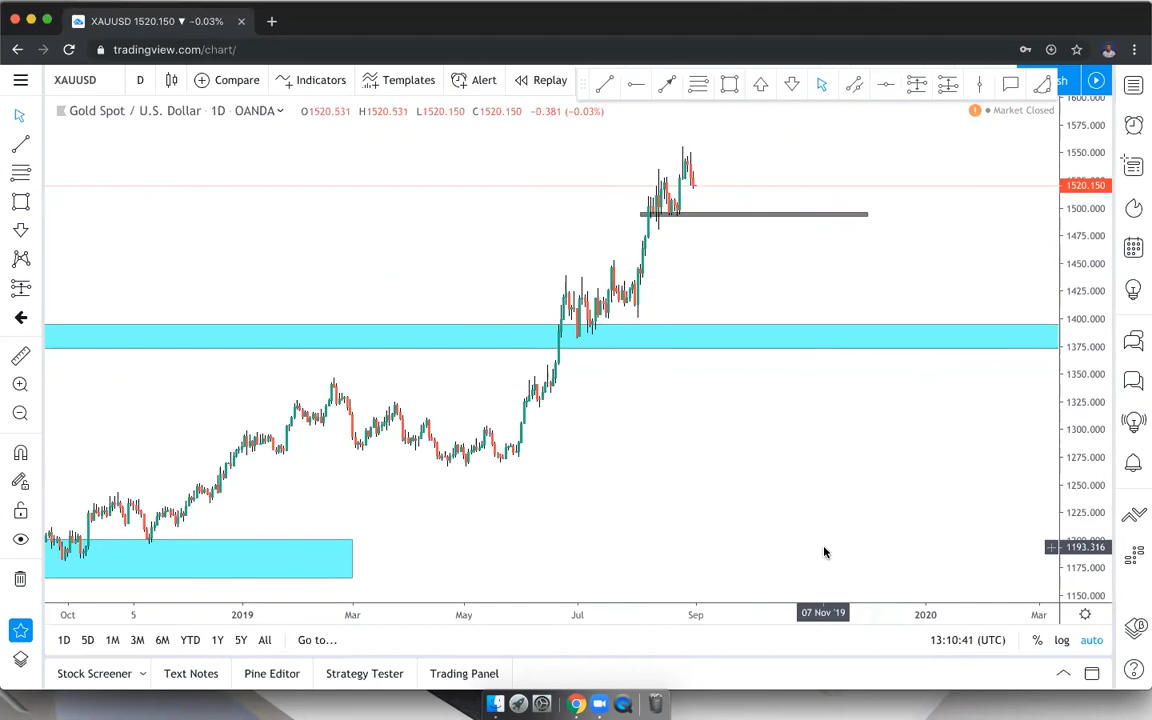 XAUUSD 1520.150 ▼ −0.03%
tradingview.com/chart/
XAUUSD D Compare Indicators Templates Alert Replay
Gold Spot / U.S. Dollar · 1D · OANDA O1520.531 H1520.531 L1520.150 C1520.150 −0.381 (−0.03%)
Market Closed
1575.000
1550.000
1520.150
1500.000
1475.000
1450.000
1425.000
1400.000
1375.000
1350.000
1325.000
1300.000
1275.000
1250.000
1225.000
1193.316
1175.000
1150.000
Oct 5 2019 Mar May Jul Sep 07 Nov '19 2020 Mar
1D 5D 1M 3M 6M YTD 1Y 5Y All Go to... 13:10:41 (UTC) % log auto
Stock Screener Text Notes Pine Editor Strategy Tester Trading Panel